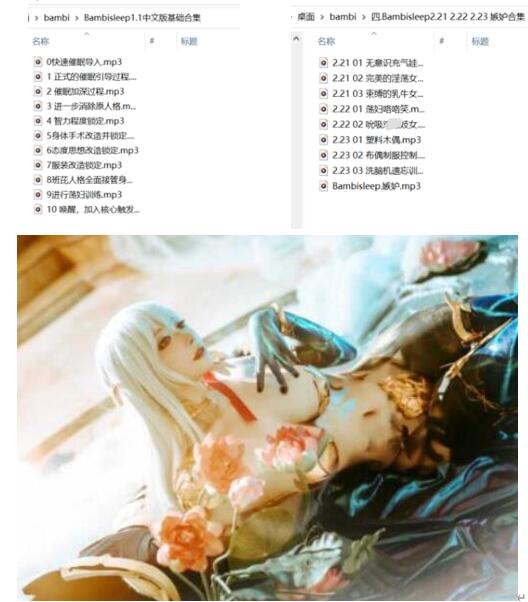 bambi > Bambisleep1.1中文版基础合集
名称 # 标题
0快速催眠导入.mp3
1 正式的催眠引导过程....
2 催眠加深过程.mp3
3 进一步消除原人格.m...
4 智力程度锁定.mp3
5身体手术改造并锁定....
6态度思想改造锁定.mp3
7服装改造锁定.mp3
8班花人格全面接管身...
9进行荡妇训练.mp3
10 唤醒，加入核心触发...
桌面 > bambi > 四.Bambisleep2.21 2.22 2.23 嫉妒合集
名称 # 标题
2.21 01 无意识充气娃...
2.21 02 完美的淫荡女...
2.21 03 束缚的乳牛女...
2.22 01 荡妇咯咯笑.m...
2.22 02 吮吸
女....
2.23 01 塑料木偶.mp3
2.23 02 布偶制服控制....
2.23 03 洗脑机遗忘训...
Bambisleep.嫉妒.mp3